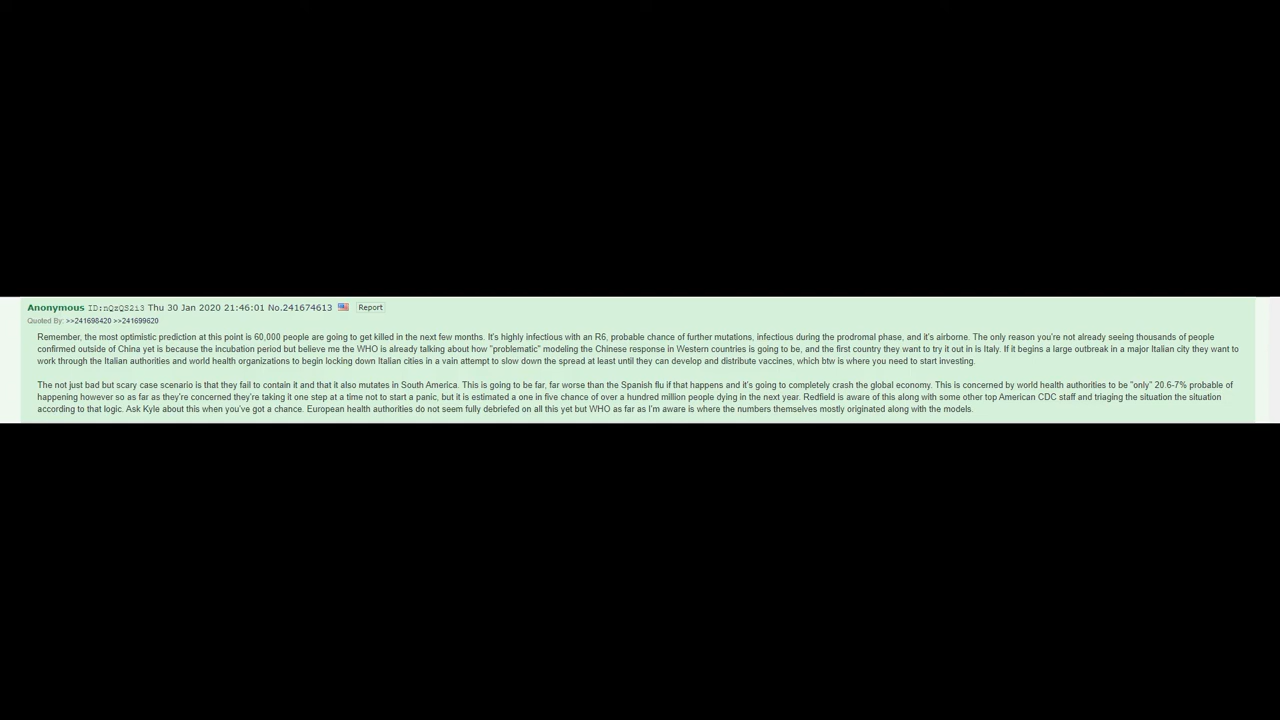 Anonymous ID:nQzQS2i3 Thu 30 Jan 2020 21:46:01 No.241674613 Report
Quoted By: >>241698420 >>241699620
Remember, the most optimistic prediction at this point is 60,000 people are going to get killed in the next few months. It's highly infectious with an R6, probable chance of further mutations, infectious during the prodromal phase, and it's airborne. The only reason you're not already seeing thousands of people
confirmed outside of China yet is because the incubation period but believe me the WHO is already talking about how "problematic" modeling the Chinese response in Western countries is going to be, and the first country they want to try it out in is Italy. If it begins a large outbreak in a major Italian city they want to
work through the Italian authorities and world health organizations to begin locking down Italian cities in a vain attempt to slow down the spread at least until they can develop and distribute vaccines, which btw is where you need to start investing.
The not just bad but scary case scenario is that they fail to contain it and that it also mutates in South America. This is going to be far, far worse than the Spanish flu if that happens and it's going to completely crash the global economy. This is concerned by world health authorities to be "only" 20.6-7% probable of
happening however so as far as they're concerned they're taking it one step at a time not to start a panic, but it is estimated a one in five chance of over a hundred million people dying in the next year. Redfield is aware of this along with some other top American CDC staff and triaging the situation the situation
according to that logic. Ask Kyle about this when you've got a chance. European health authorities do not seem fully debriefed on all this yet but WHO as far as I'm aware is where the numbers themselves mostly originated along with the models.